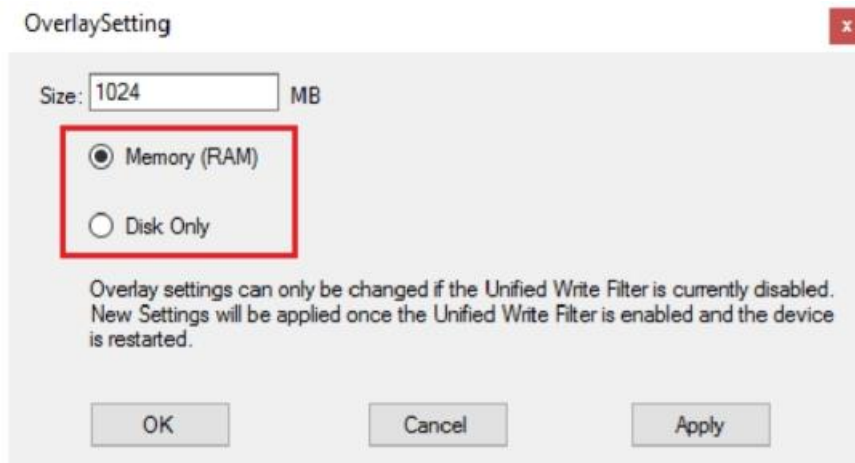 OverlaySetting
x
Size: 1024 MB
Memory (RAM)
Disk Only
Overlay settings can only be changed if the Unified Write Filter is currently disabled.
New Settings will be applied once the Unified Write Filter is enabled and the device
is restarted.
OK Cancel Apply